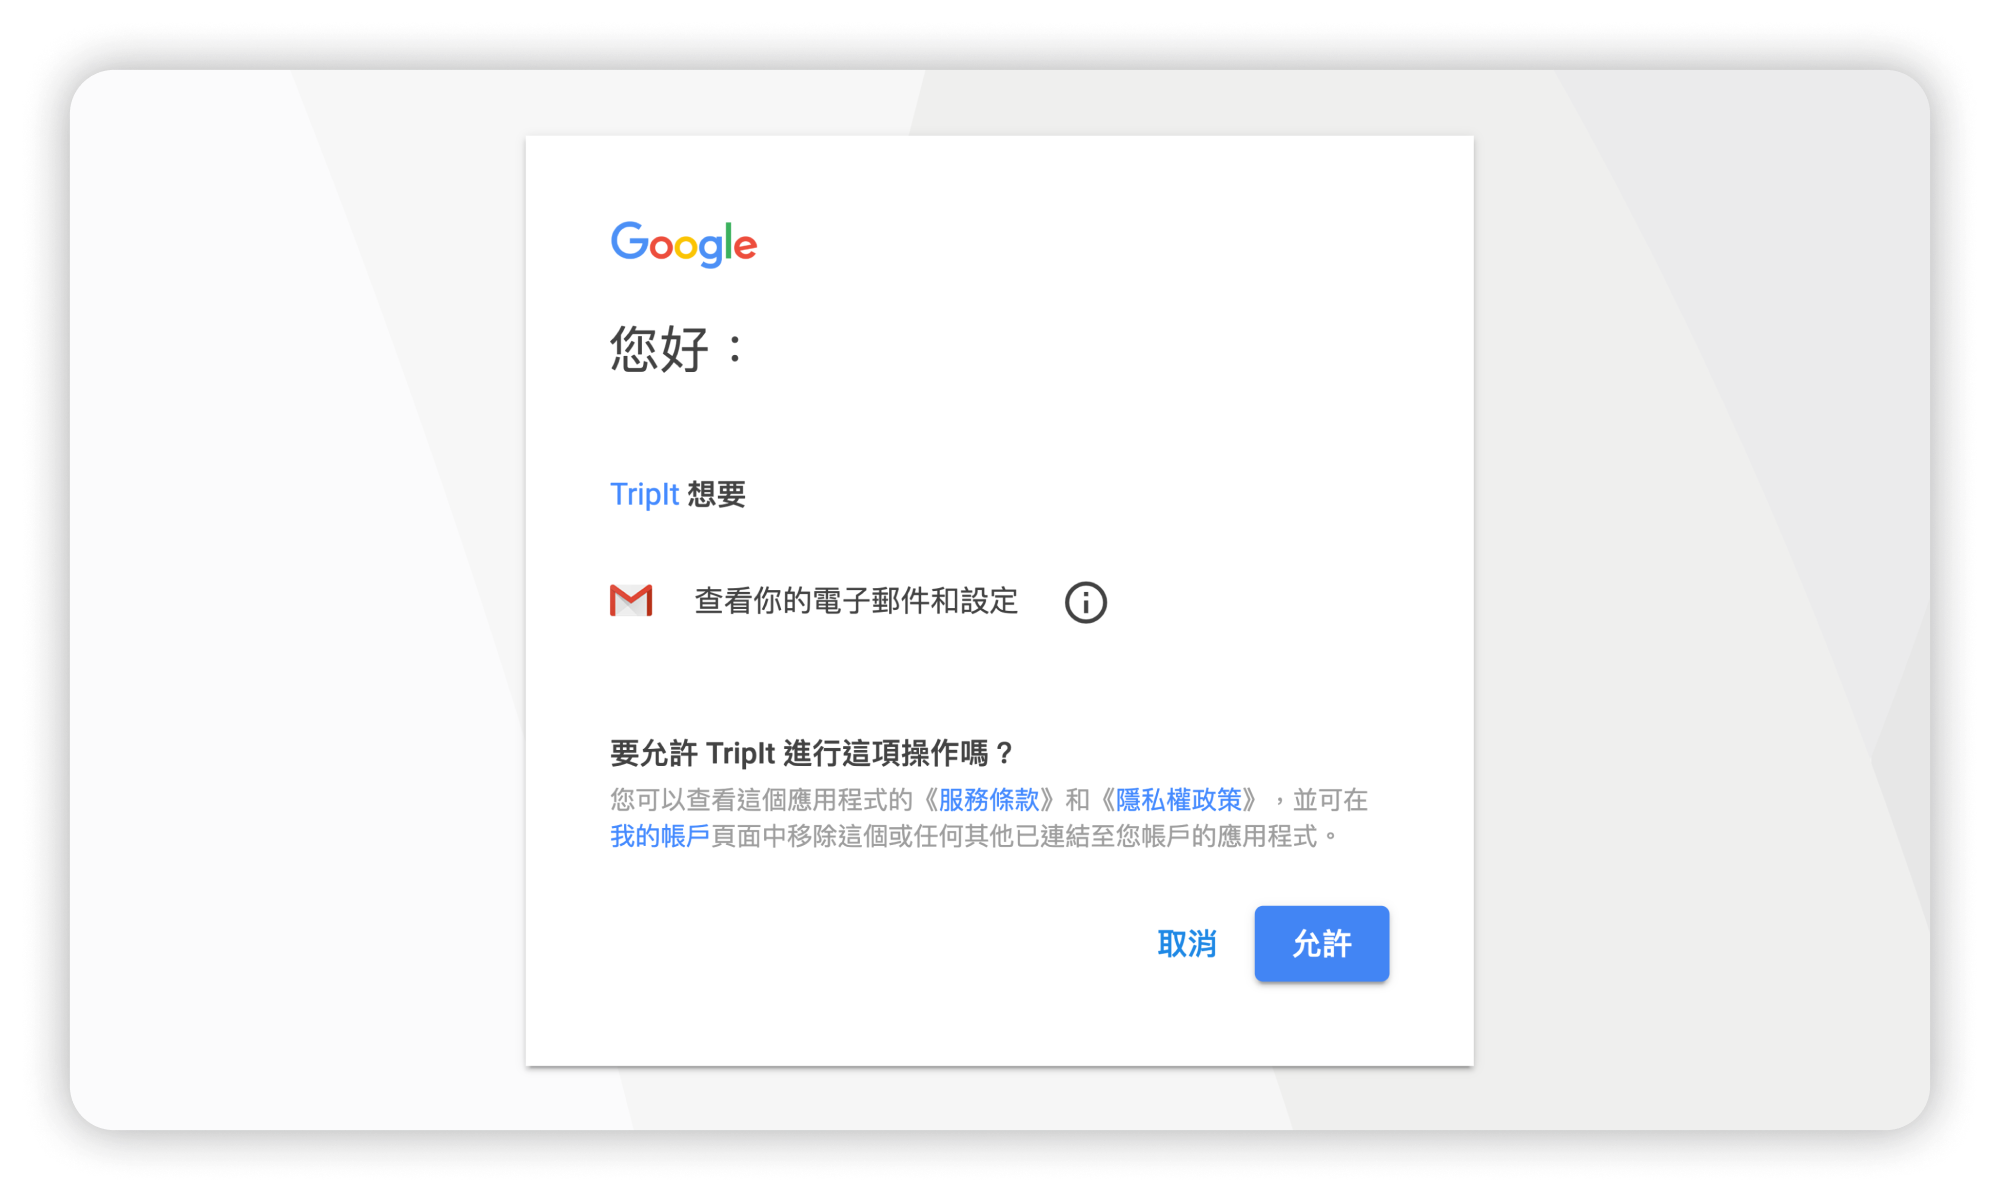 Google
您好：
TripIt 想要
查看你的電子郵件和設定
要允許 TripIt 進行這項操作嗎？
您可以查看這個應用程式的《服務條款》和《隱私權政策》，並可在
我的帳戶頁面中移除這個或任何其他已連結至您帳戶的應用程式。
取消
允許